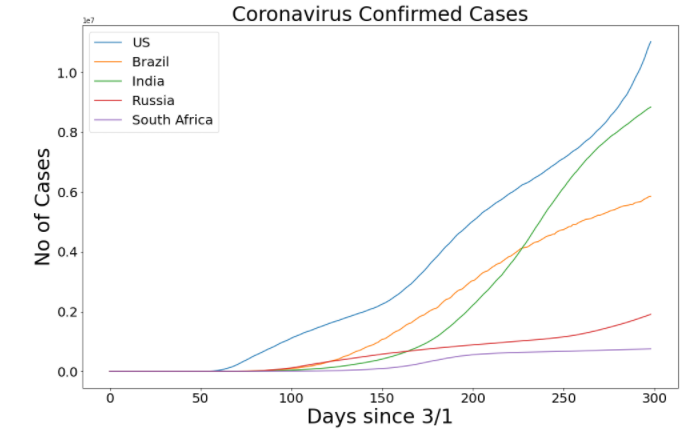 Coronavirus Confirmed Cases
1e7
US
Brazil
India
Russia
South Africa
1.0
0.8
0.6
0.4
0.2
0.0
No of Cases
0 50 100 150 200 250 300
Days since 3/1